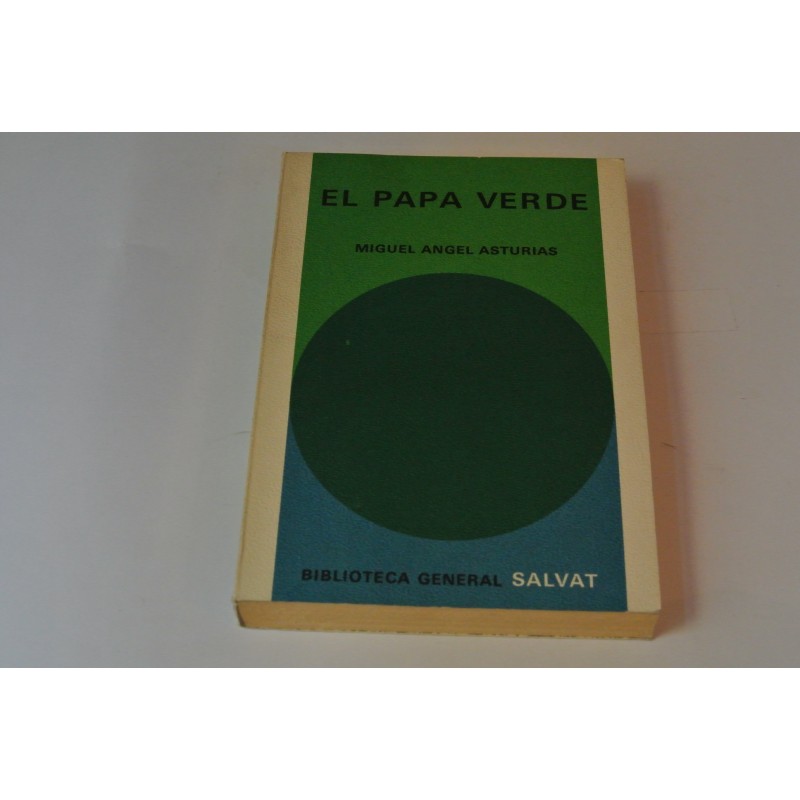 EL PAPA VERDE
MIGUEL ANGEL ASTURIAS
BIBLIOTECA GENERAL SALVAT